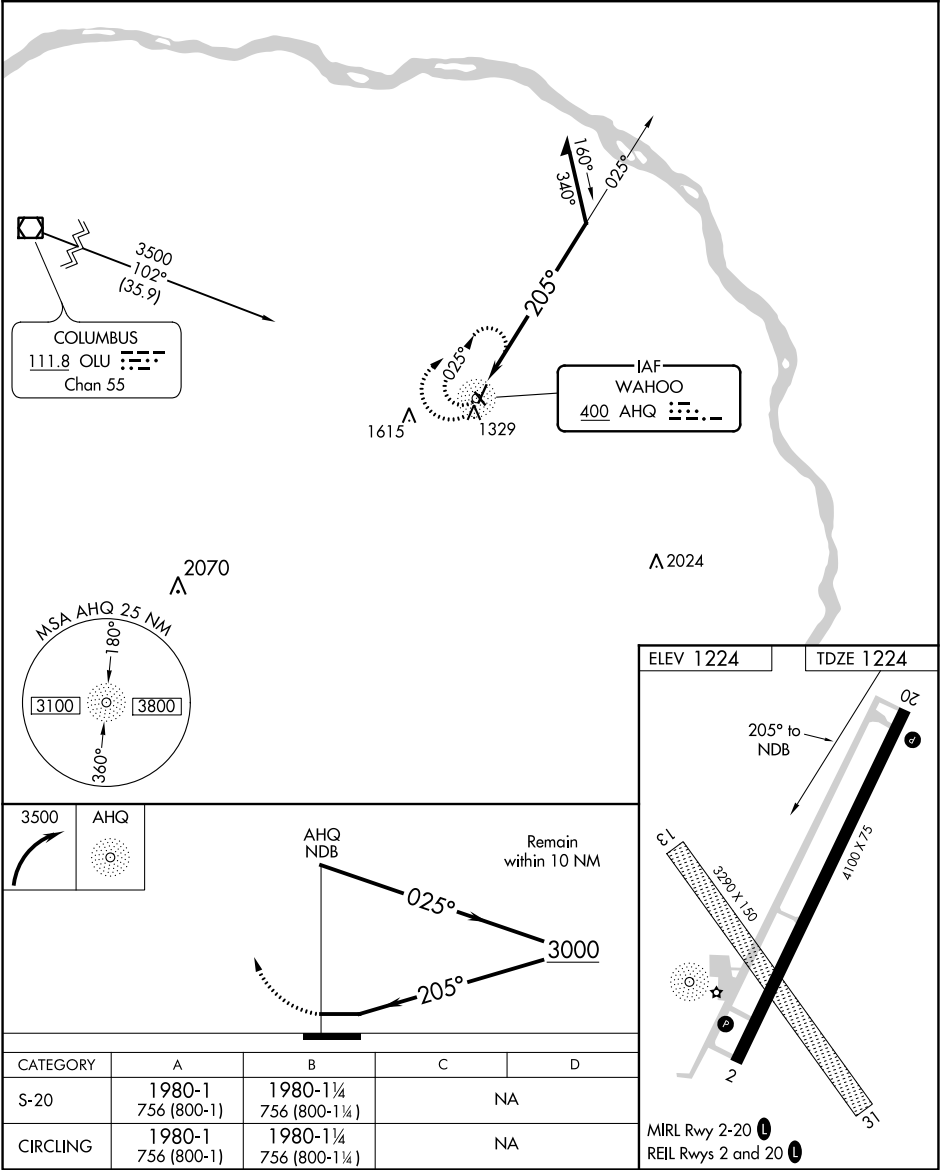 160°
340°
025°
3500
102°
(35.9)
205°
COLUMBUS
111.8 OLU
Chan 55
025°
IAF
WAHOO
400 AHQ
1615
1329
2070
2024
MSA AHQ 25 NM
180°
3100
3800
360°
ELEV 1224
TDZE 1224
20
205° to
NDB
P
4100 X 75
13
3290 X 150
P
2
31
MIRL Rwy 2-20 L
REIL Rwys 2 and 20 L
3500
AHQ
AHQ
NDB
Remain
within 10 NM
025°
3000
205°
CATEGORY A B C D
S-20 1980-1 1980-1¼ NA
756 (800-1) 756 (800-1¼)
CIRCLING 1980-1 1980-1¼ NA
756 (800-1) 756 (800-1¼)